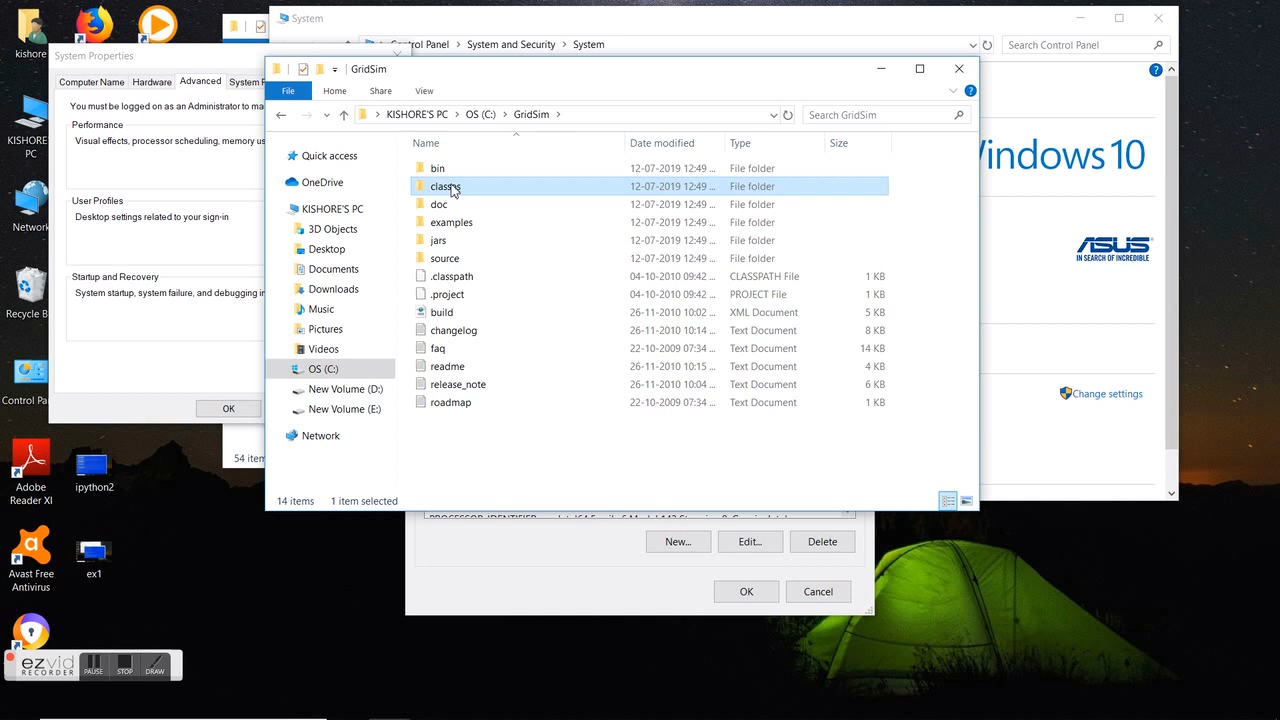 System
kishore
Control Panel > System and Security > System
Search Control Panel
System Properties
GridSim
Computer Name
Hardware
Advanced
File
Home
Share
View
You must be logged on as an Administrator to
KISHORE'S PC > OS (C:) > GridSim >
Search GridSim
Performance
Visual effects, processor scheduling, memory
KISHORE'S
PC
Name
Date modified
Type
Size
Quick access
OneDrive
KISHORE'S PC
3D Objects
Desktop
Documents
Downloads
Music
Pictures
Videos
OS (C:)
New Volume (D:)
New Volume (E:)
Network
bin 12-07-2019 12:49 ... File folder
classes 12-07-2019 12:49 ... File folder
doc 12-07-2019 12:49 ... File folder
examples 12-07-2019 12:49 ... File folder
jars 12-07-2019 12:49 ... File folder
source 12-07-2019 12:49 ... File folder
.classpath 04-10-2010 09:42 ... CLASSPATH File 1 KB
.project 04-10-2010 09:42 ... PROJECT File 1 KB
build 26-11-2010 10:02 ... XML Document 5 KB
changelog 26-11-2010 10:14 ... Text Document 8 KB
faq 22-10-2009 07:34 ... Text Document 14 KB
readme 26-11-2010 10:15 ... Text Document 4 KB
release_note 26-11-2010 10:04 ... Text Document 6 KB
roadmap 22-10-2009 07:34 ... Text Document 1 KB
14 items
1 item selected
Windows 10
ASUS
IN SEARCH OF INCREDIBLE
Change settings
User Profiles
Desktop settings related to your sign-in
Network
Startup and Recovery
System startup, system failure, and debugging
Recycle
OK
54
Adobe
Reader XI
ipython2
Avast Free
Antivirus
ex1
New...
Edit...
Delete
OK
Cancel
ezvid
RECORDER
PAUSE
STOP
DRAW